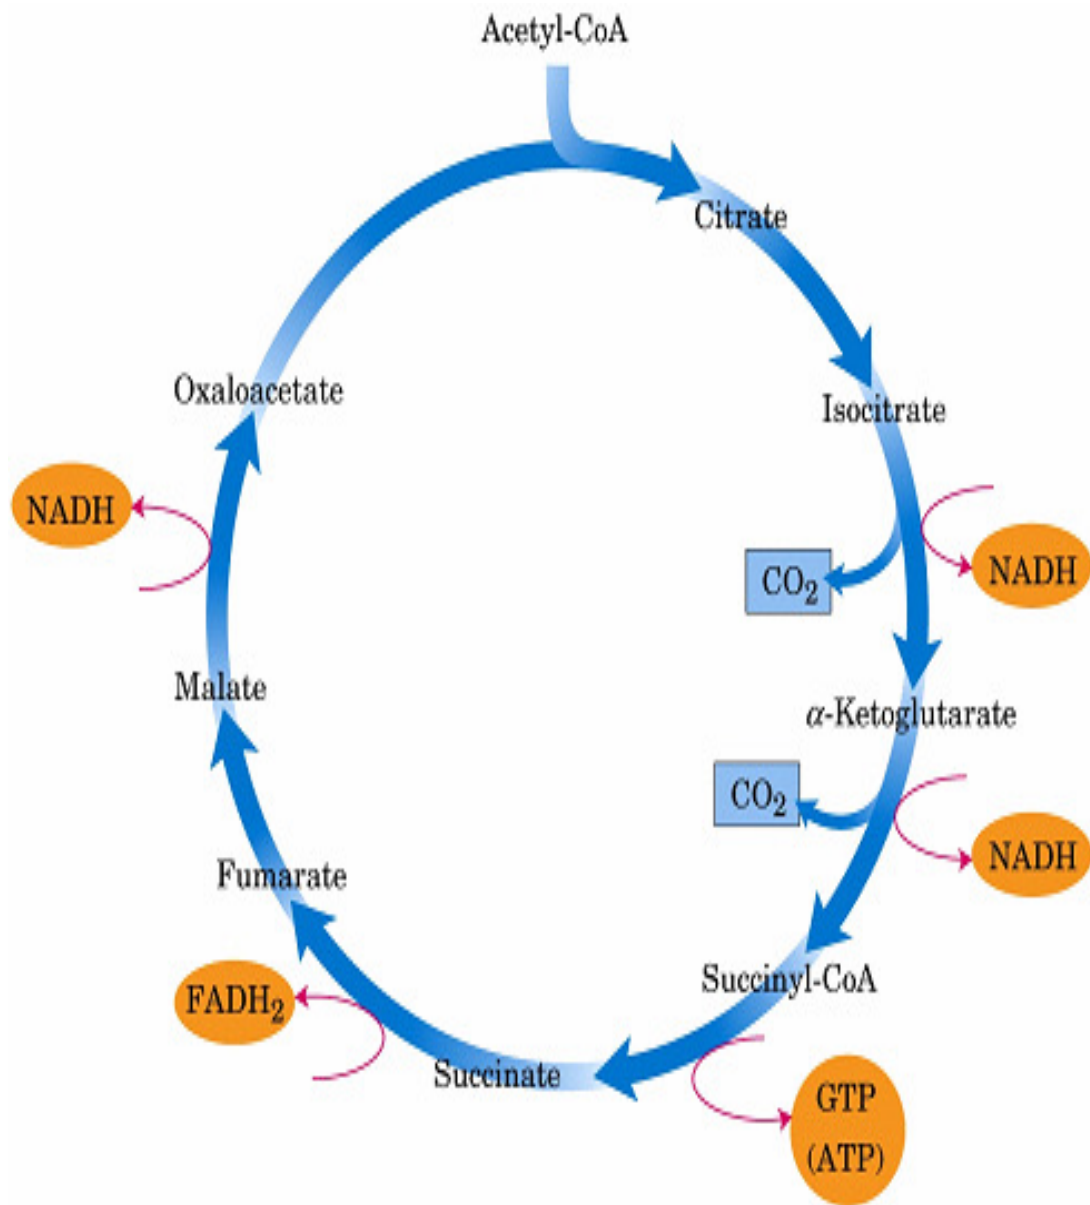 Acetyl-CoA
Citrate
Isocitrate
NADH
CO₂
α-Ketoglutarate
CO₂
NADH
Succinyl-CoA
GTP
(ATP)
Succinate
FADH₂
Fumarate
Malate
NADH
Oxaloacetate